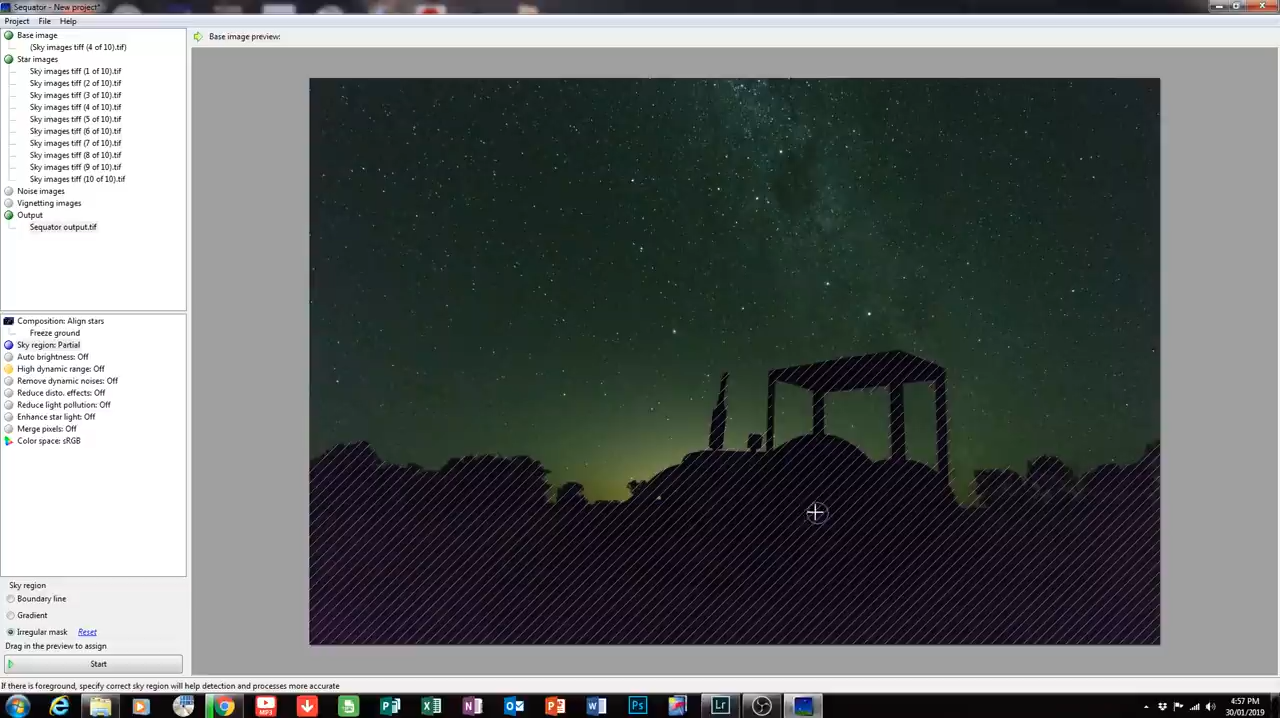 Sequator - New project*
Project File Help
Base image
(Sky images tiff (4 of 10).tif)
Star images
Sky images tiff (1 of 10).tif
Sky images tiff (2 of 10).tif
Sky images tiff (3 of 10).tif
Sky images tiff (4 of 10).tif
Sky images tiff (5 of 10).tif
Sky images tiff (6 of 10).tif
Sky images tiff (7 of 10).tif
Sky images tiff (8 of 10).tif
Sky images tiff (9 of 10).tif
Sky images tiff (10 of 10).tif
Noise images
Vignetting images
Output
Sequator output.tif
Base image preview:
Composition: Align stars
Freeze ground
Sky region: Partial
Auto brightness: Off
High dynamic range: Off
Remove dynamic noises: Off
Reduce disto. effects: Off
Reduce light pollution: Off
Enhance star light: Off
Merge pixels: Off
Color space: sRGB
Sky region
Boundary line
Gradient
Irregular mask Reset
Drag in the preview to assign
Start
If there is foreground, specify correct sky region will help detection and processes more accurate
MP3
Ps
Lr
4:57 PM
30/01/2019